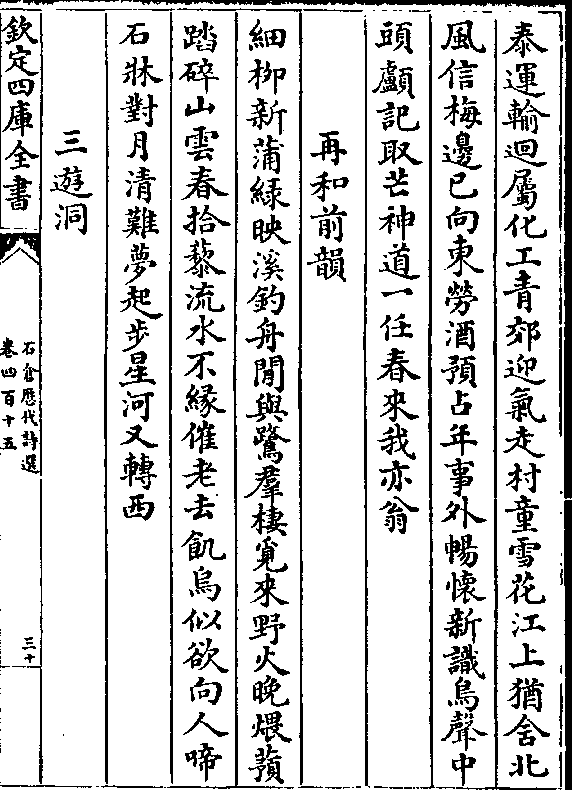 泰運輪迴屬化工青郊迎氣走村童雪花江上猶舍北
風信梅邊已向東勞酒預占年事外暢懷新識鳥聲中
頭顱記取芒神道一任春來我亦翁
再和前韻
細柳新蒲綠映溪釣舟閒與鷺羣棲覓來野火晚煨蕷
踏碎山雲春拾藜流水不緣催老去飢烏似欲向人啼
石牀對月清難夢起步星河又轉西
三遊洞
欽定四庫全書
石倉歷代詩選
卷四百十五
三十